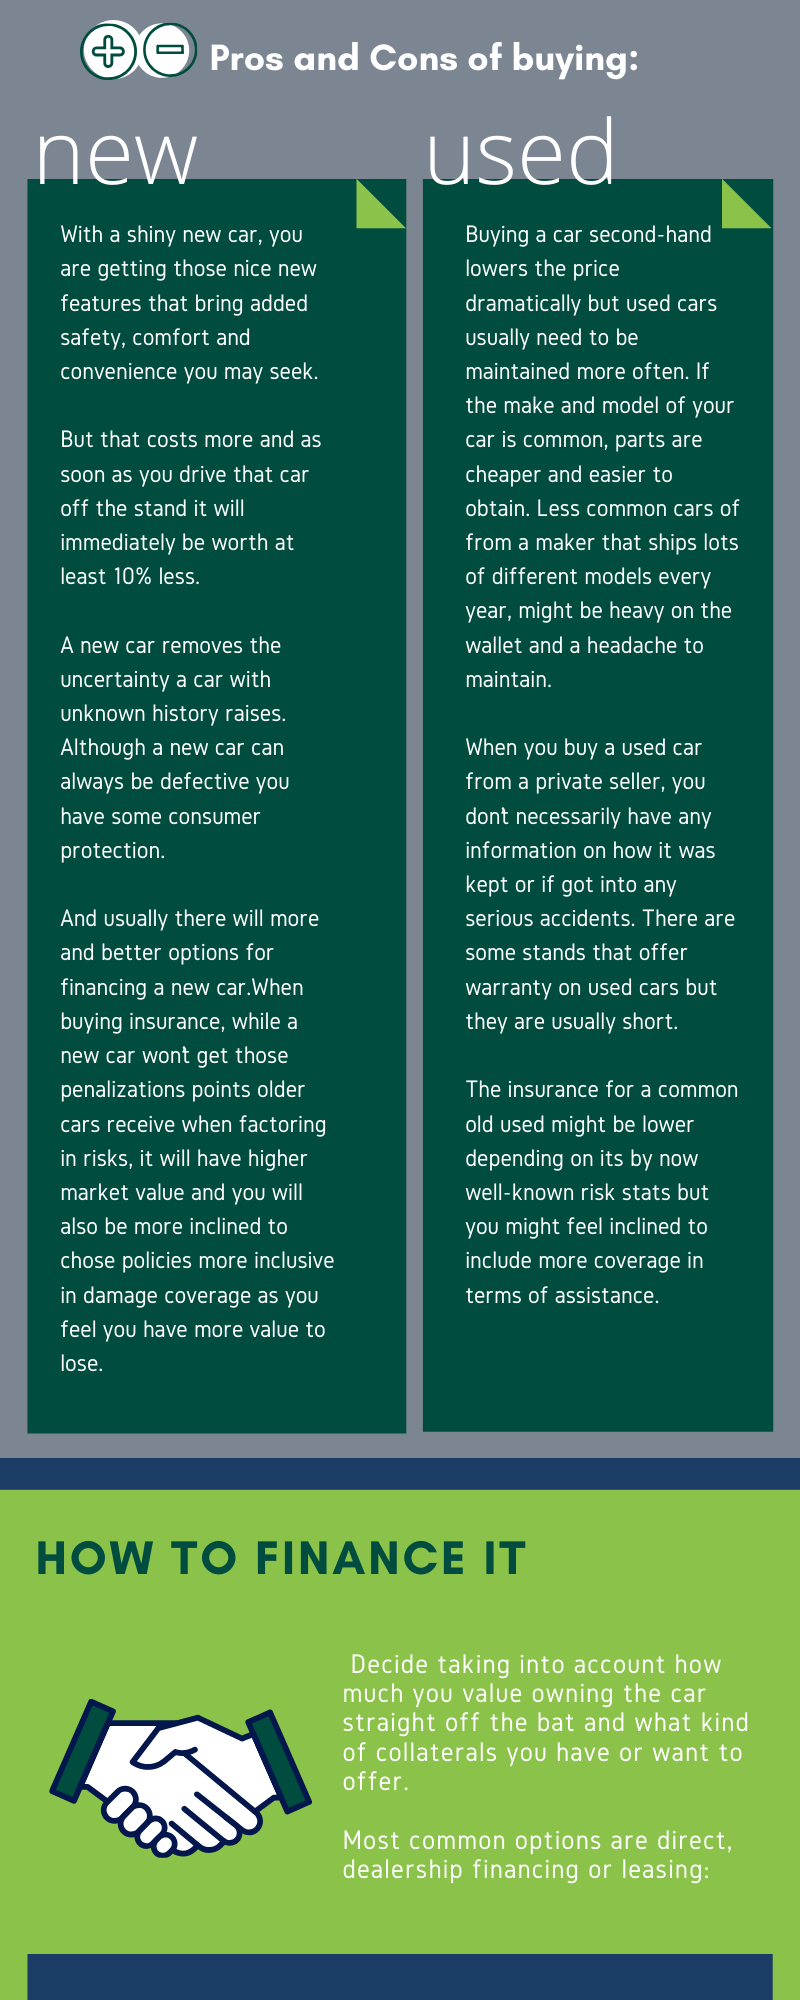 Pros and Cons of buying:
new
With a shiny new car, you
are getting those nice new
features that bring added
safety, comfort and
convenience you may seek.
But that costs more and as
soon as you drive that car
off the stand it will
immediately be worth at
least 10% less.
A new car removes the
uncertainty a car with
unknown history raises.
Although a new car can
always be defective you
have some consumer
protection.
And usually there will more
and better options for
financing a new car.When
buying insurance, while a
new car won't get those
penalizations points older
cars receive when factoring
in risks, it will have higher
market value and you will
also be more inclined to
chose policies more inclusive
in damage coverage as you
feel you have more value to
lose.
used
Buying a car second-hand
lowers the price
dramatically but used cars
usually need to be
maintained more often. If
the make and model of your
car is common, parts are
cheaper and easier to
obtain. Less common cars of
from a maker that ships lots
of different models every
year, might be heavy on the
wallet and a headache to
maintain.
When you buy a used car
from a private seller, you
don't necessarily have any
information on how it was
kept or if got into any
serious accidents. There are
some stands that offer
warranty on used cars but
they are usually short.
The insurance for a common
old used might be lower
depending on its by now
well-known risk stats but
you might feel inclined to
include more coverage in
terms of assistance.
HOW TO FINANCE IT
Decide taking into account how
much you value owning the car
straight off the bat and what kind
of collaterals you have or want to
offer.
Most common options are direct,
dealership financing or leasing: